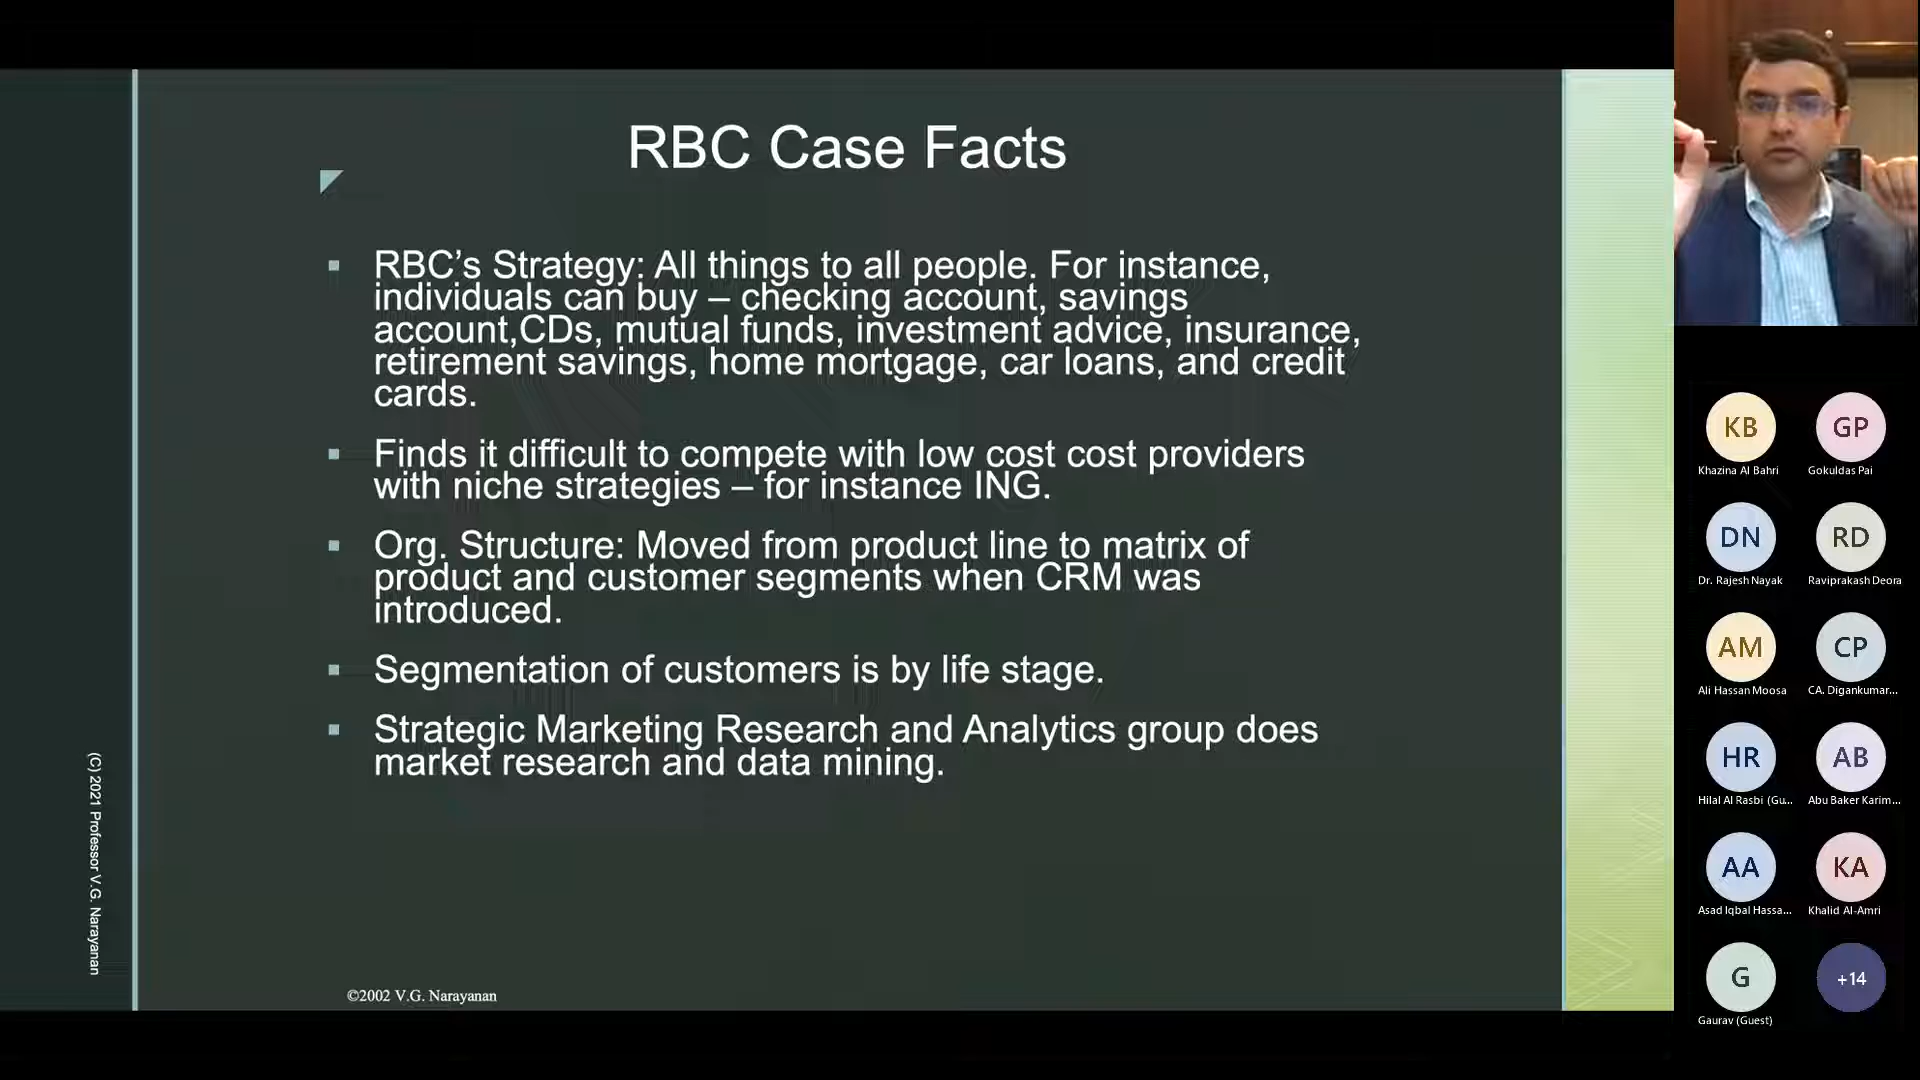 RBC Case Facts
RBC’s Strategy: All things to all people. For instance,
individuals can buy – checking account, savings
account,CDs, mutual funds, investment advice, insurance,
retirement savings, home mortgage, car loans, and credit
cards.
Finds it difficult to compete with low cost cost providers
with niche strategies – for instance ING.
Org. Structure: Moved from product line to matrix of
product and customer segments when CRM was
introduced.
Segmentation of customers is by life stage.
Strategic Marketing Research and Analytics group does
market research and data mining.
(C) 2021 Professor V.G. Narayanan
©2002 V.G. Narayanan
KB
Khazina Al Bahri
GP
Gokuldas Pai
DN
Dr. Rajesh Nayak
RD
Raviprakash Deora
AM
Ali Hassan Moosa
CP
CA. Digankumar...
HR
Hilal Al Rasbi (Gu...
AB
Abu Baker Karim...
AA
Asad Iqbal Hassa...
KA
Khalid Al-Amri
G
Gaurav (Guest)
+14